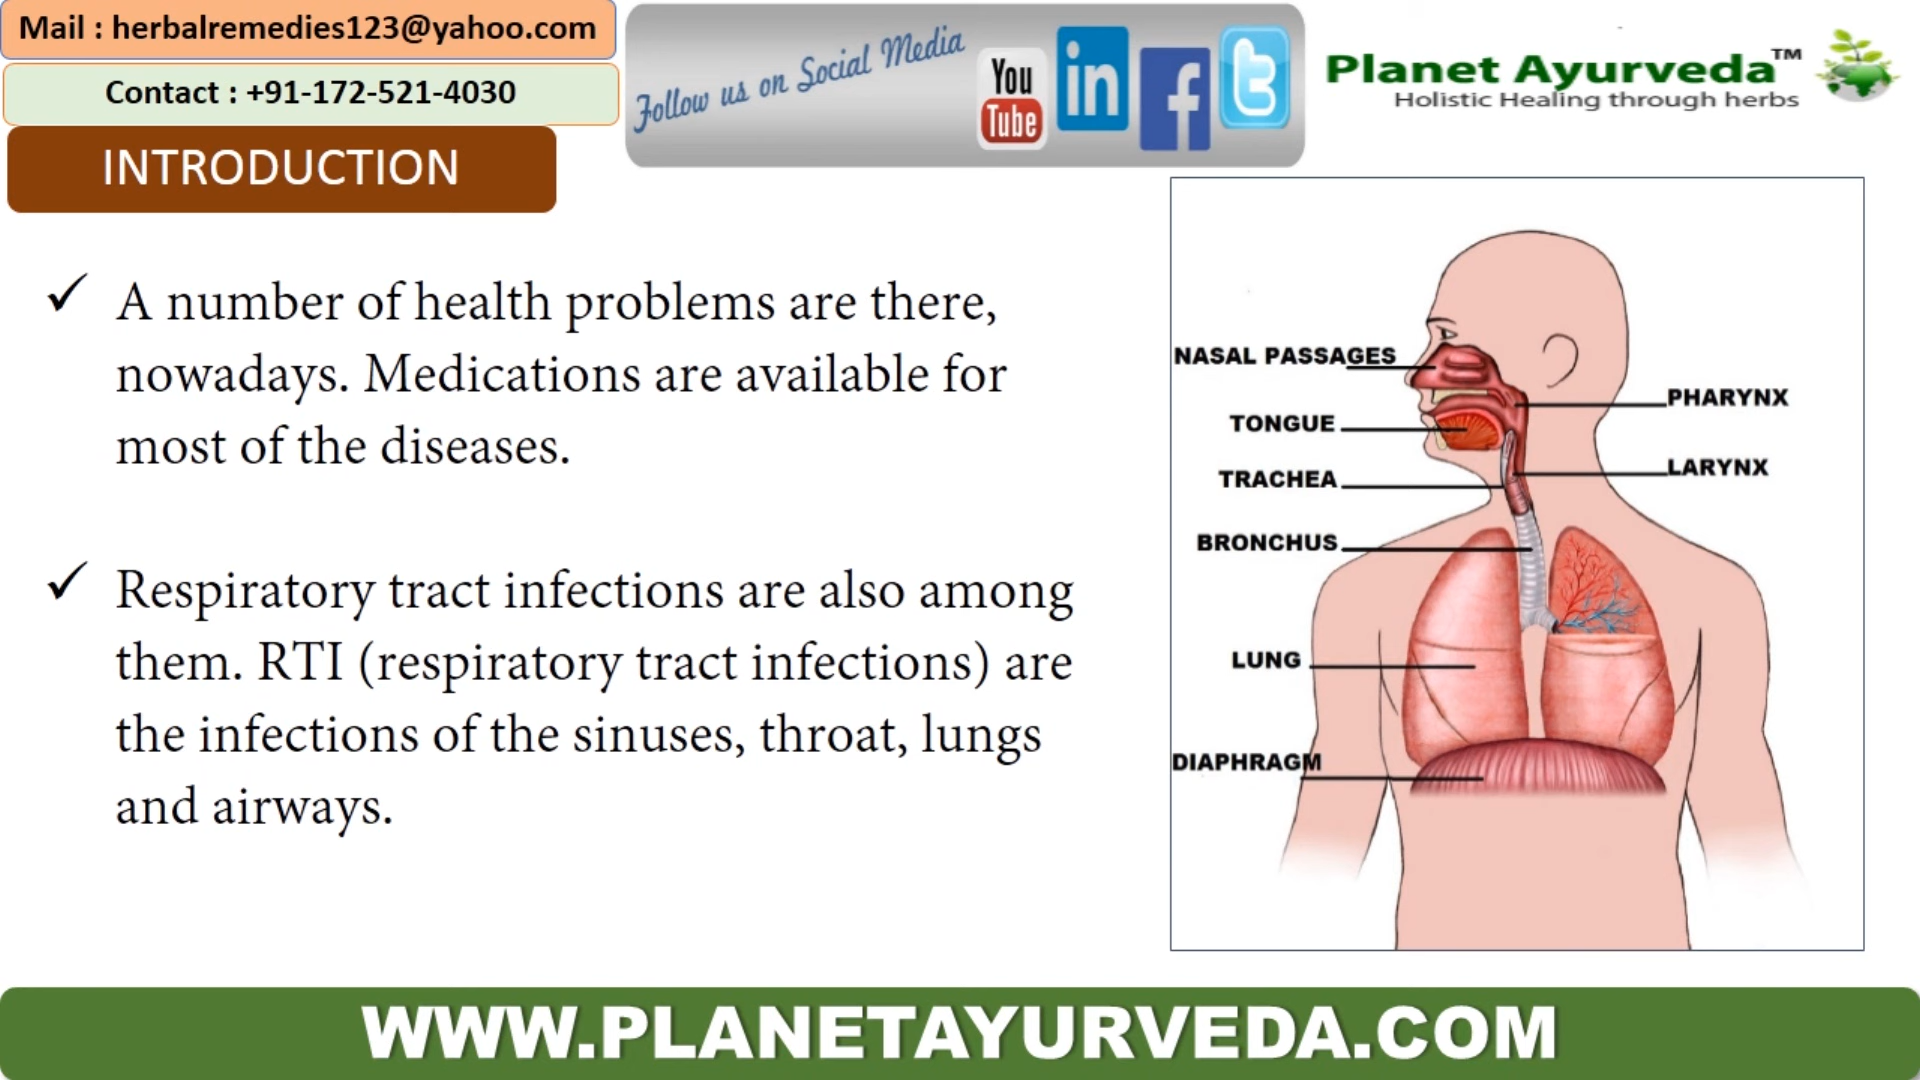 Mail : herbalremedies123@yahoo.com
Contact : +91-172-521-4030
Follow us on Social Media
You
Tube
in
f
t
Planet Ayurveda™
Holistic Healing through herbs
INTRODUCTION
✓ A number of health problems are there,
nowadays. Medications are available for
most of the diseases.
✓ Respiratory tract infections are also among
them. RTI (respiratory tract infections) are
the infections of the sinuses, throat, lungs
and airways.
NASAL PASSAGES
TONGUE
TRACHEA
BRONCHUS
LUNG
DIAPHRAGM
PHARYNX
LARYNX
WWW.PLANETAYURVEDA.COM